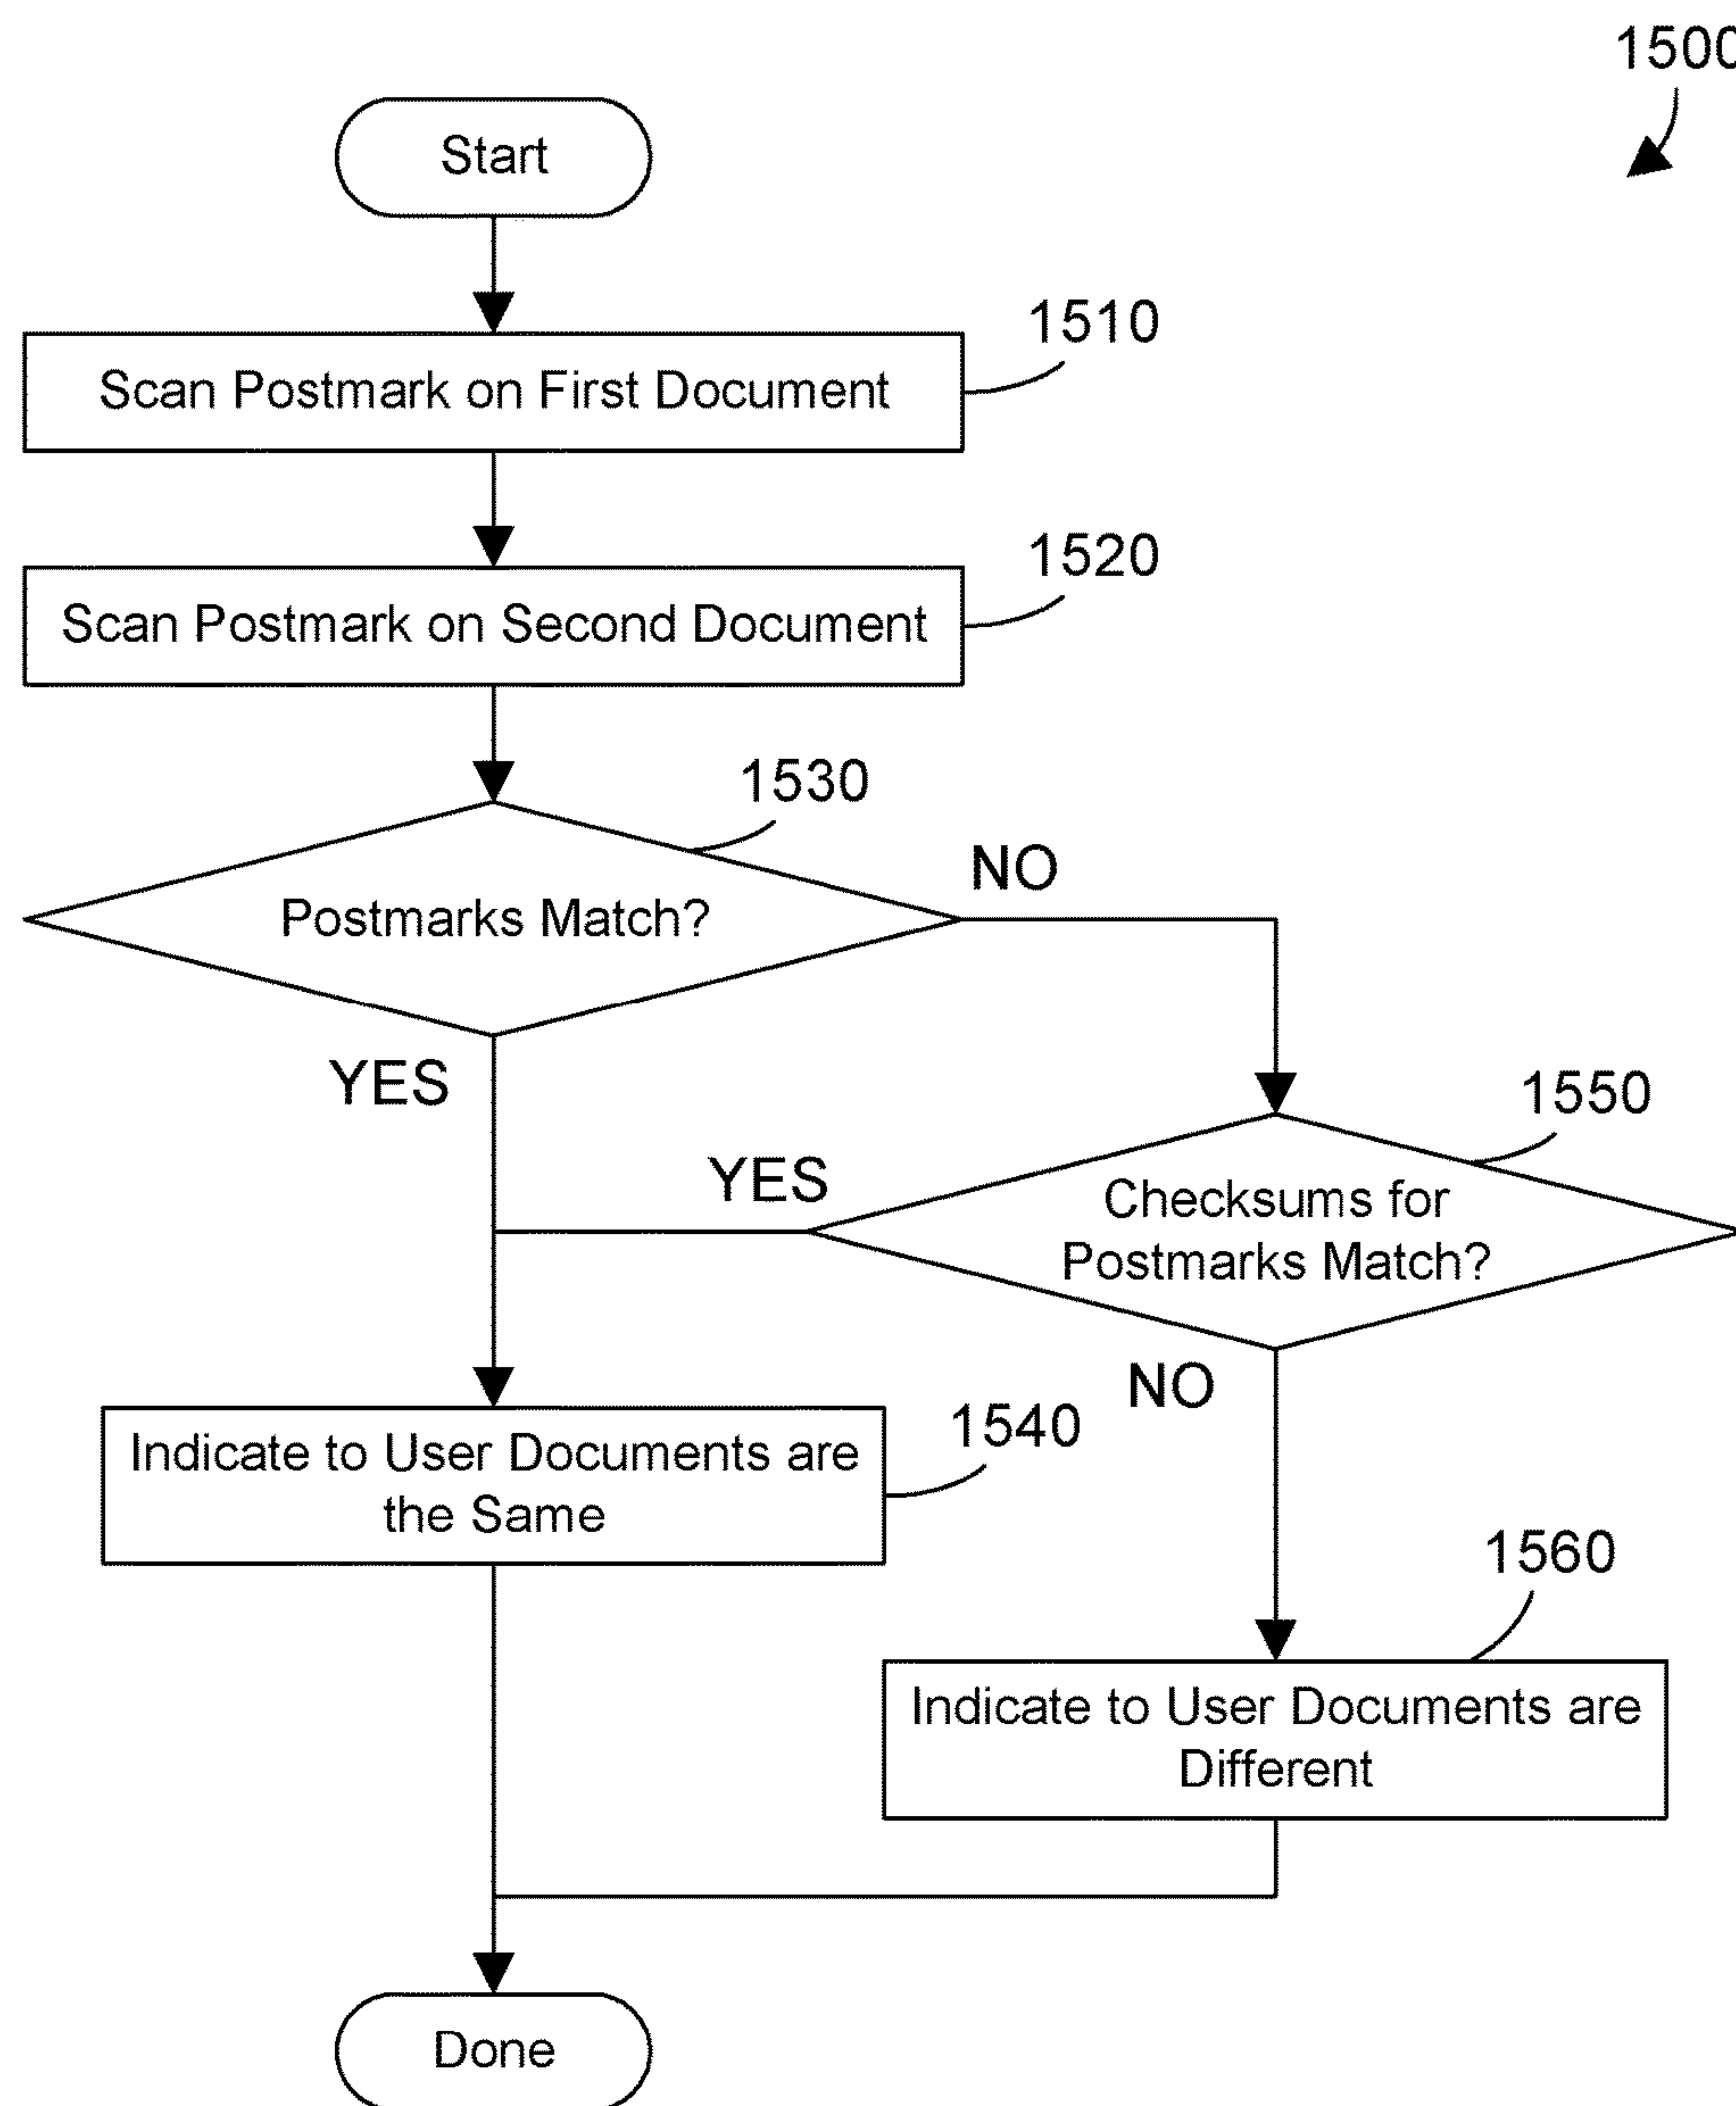 1500
Start
1510
Scan Postmark on First Document
1520
Scan Postmark on Second Document
1530
NO
Postmarks Match?
YES
1550
YES
Checksums for
Postmarks Match?
NO
1540
Indicate to User Documents are
the Same
1560
Indicate to User Documents are
Different
Done